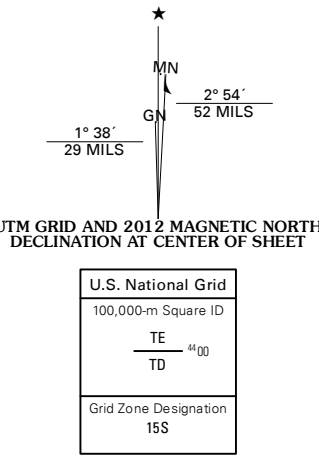 ★
MN
GN
2° 54´
52 MILS
1° 38´
29 MILS
UTM GRID AND 2012 MAGNETIC NORTH
DECLINATION AT CENTER OF SHEET
U.S. National Grid
100,000-m Square ID
TE
⁴⁴00
TD
Grid Zone Designation
15S